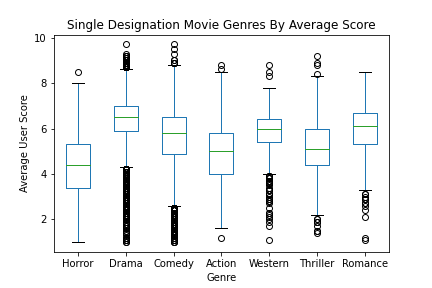 Single Designation Movie Genres By Average Score
Average User Score
10
8
6
4
2
Horror Drama Comedy Action Western Thriller Romance
Genre